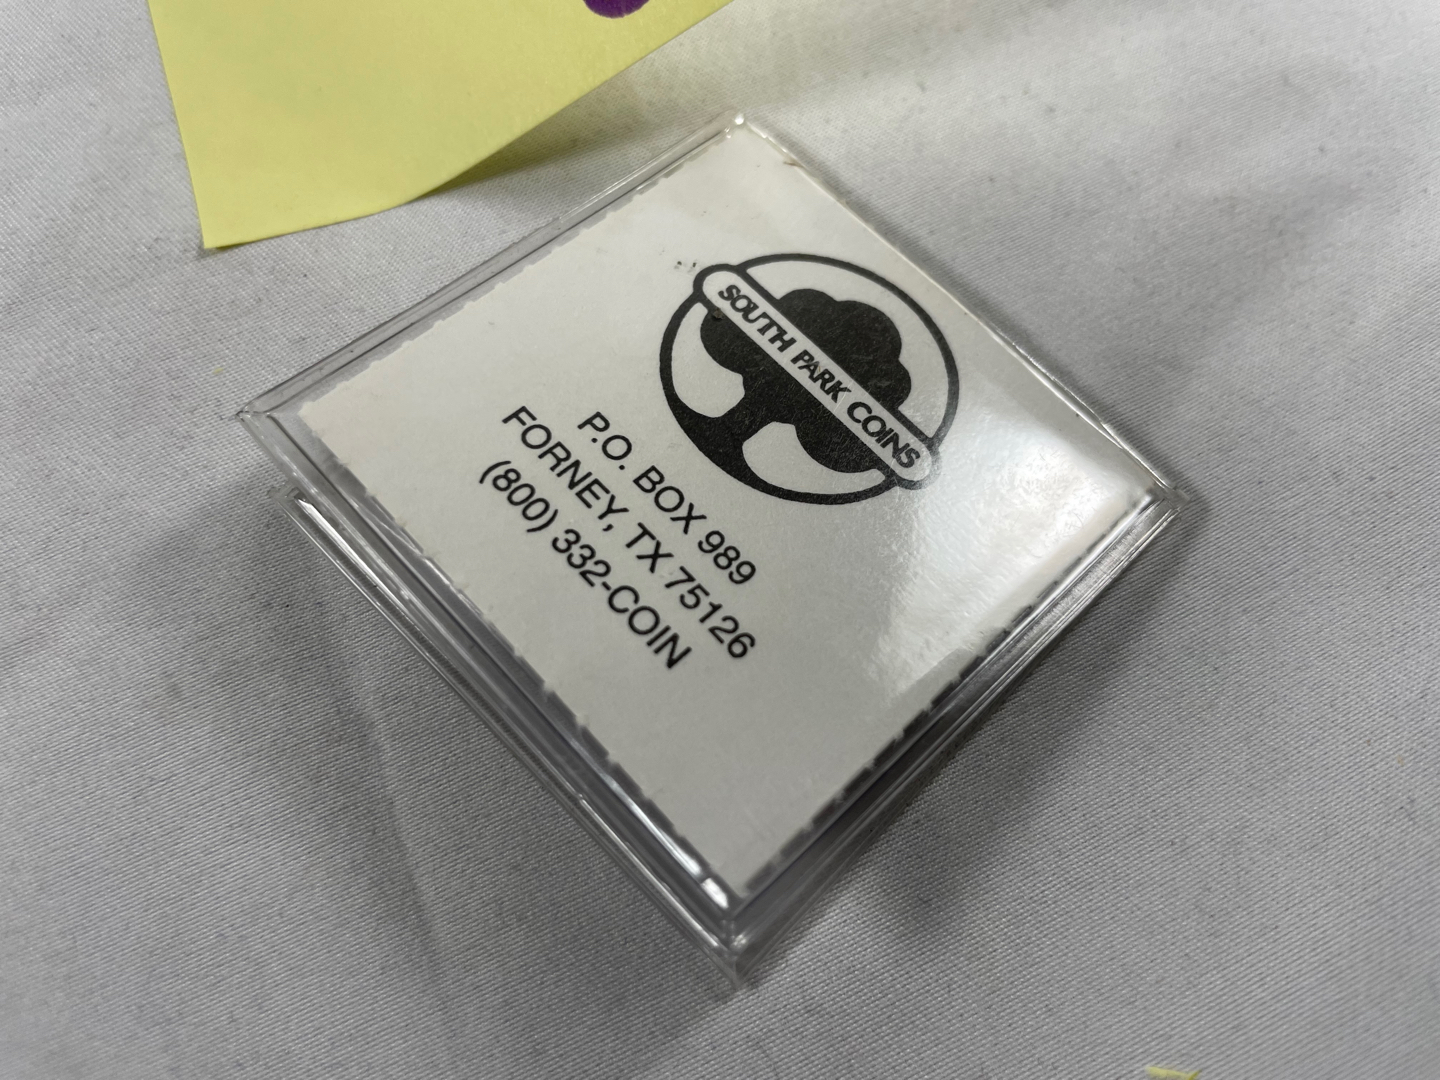 SOUTH PARK COINS
P.O. BOX 989
FORNEY, TX 75126
(800) 332-COIN